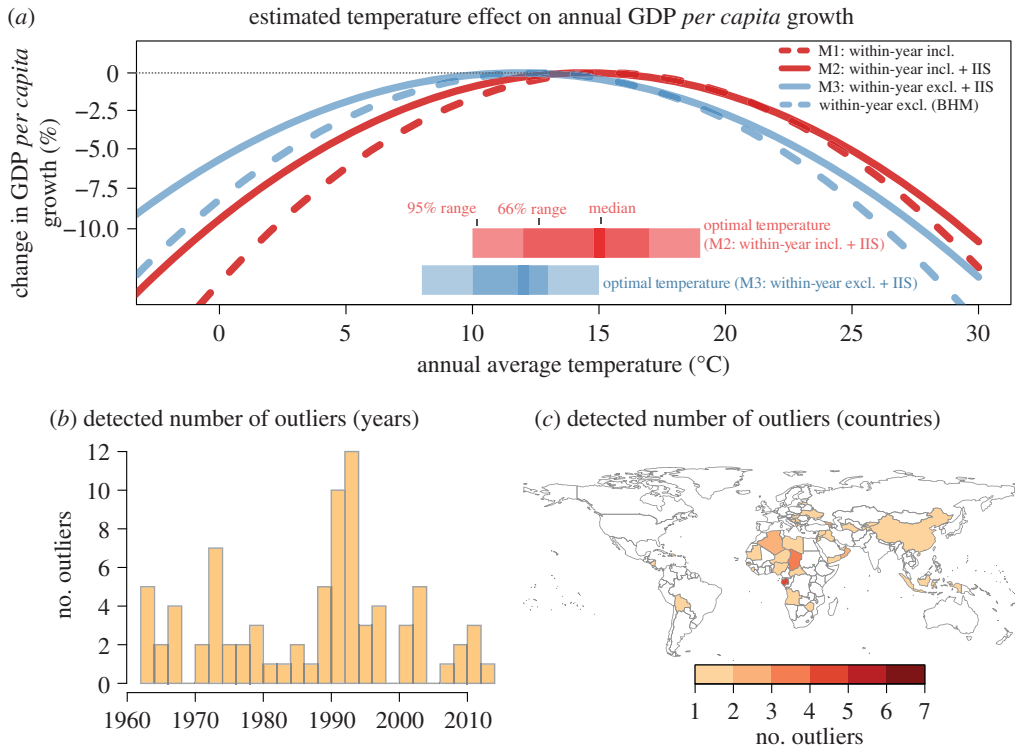 (a) estimated temperature effect on annual GDP per capita growth
change in GDP per capita
growth (%)
0
−2.5
−5.0
−7.5
−10.0
M1: within-year incl.
M2: within-year incl. + IIS
M3: within-year excl. + IIS
within-year excl. (BHM)
95% range
66% range
median
optimal temperature
(M2: within-year incl. + IIS)
optimal temperature (M3: within-year excl. + IIS)
0 5 10 15 20 25 30
annual average temperature (°C)
(b) detected number of outliers (years)
no. outliers
12
10
8
6
4
2
0
1960 1970 1980 1990 2000 2010
(c) detected number of outliers (countries)
1 2 3 4 5 6 7
no. outliers